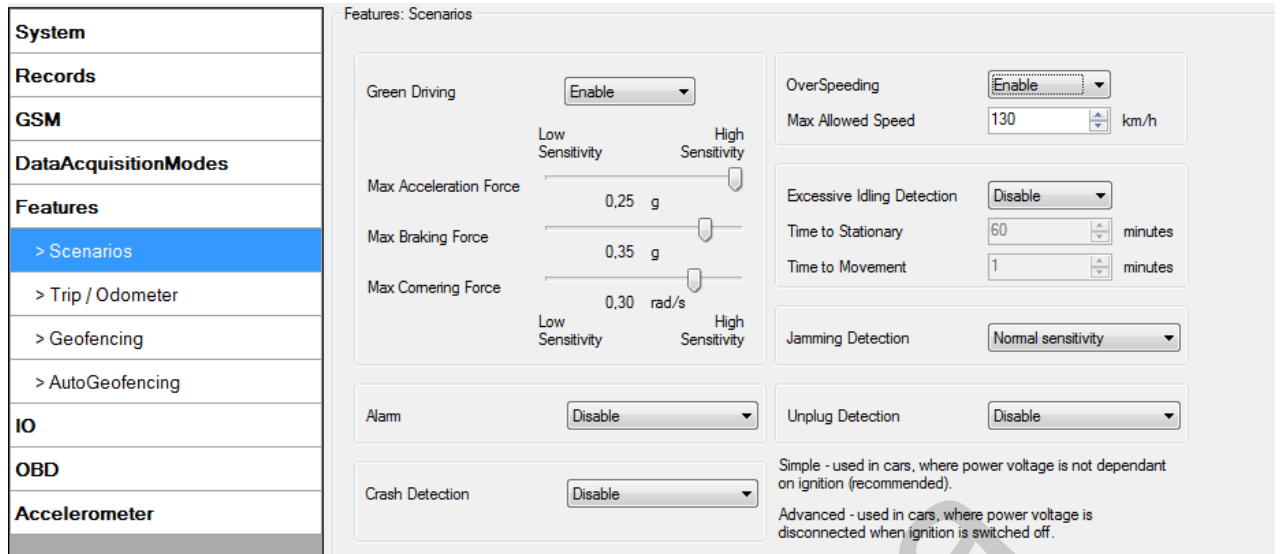 System
Records
GSM
DataAcquisitionModes
Features
> Scenarios
> Trip / Odometer
> Geofencing
> AutoGeofencing
IO
OBD
Accelerometer
Features: Scenarios
Green Driving Enable
Low Sensitivity High Sensitivity
Max Acceleration Force
0,25 g
Max Braking Force
0,35 g
Max Cornering Force
0,30 rad/s
Low Sensitivity High Sensitivity
Alarm Disable
Crash Detection Disable
OverSpeeding Enable
Max Allowed Speed 130 km/h
Excessive Idling Detection Disable
Time to Stationary 60 minutes
Time to Movement 1 minutes
Jamming Detection Normal sensitivity
Unplug Detection Disable
Simple - used in cars, where power voltage is not dependant
on ignition (recommended).
Advanced - used in cars, where power voltage is
disconnected when ignition is switched off.